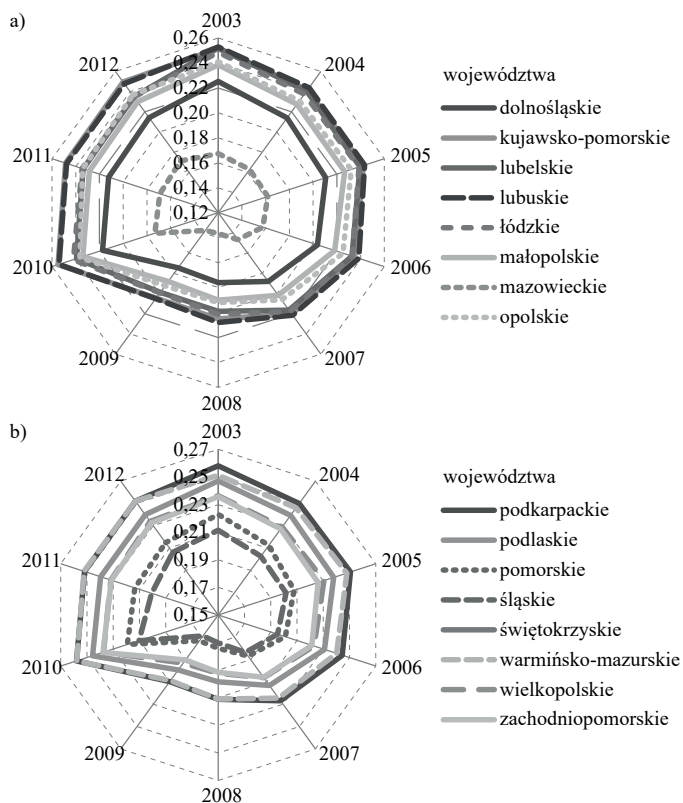 a)
2003
0,26
0,24
0,22
0,20
0,18
0,16
0,14
0,12
2004
2005
2006
2007
2008
2009
2010
2011
2012
województwa
dolnośląskie
kujawsko-pomorskie
lubelskie
lubuskie
łódzkie
małopolskie
mazowieckie
opolskie
b)
2003
0,27
0,25
0,23
0,21
0,19
0,17
0,15
2004
2005
2006
2007
2008
2009
2010
2011
2012
województwa
podkarpackie
podlaskie
pomorskie
śląskie
świętokrzyskie
warmińsko-mazurskie
wielkopolskie
zachodniopomorskie